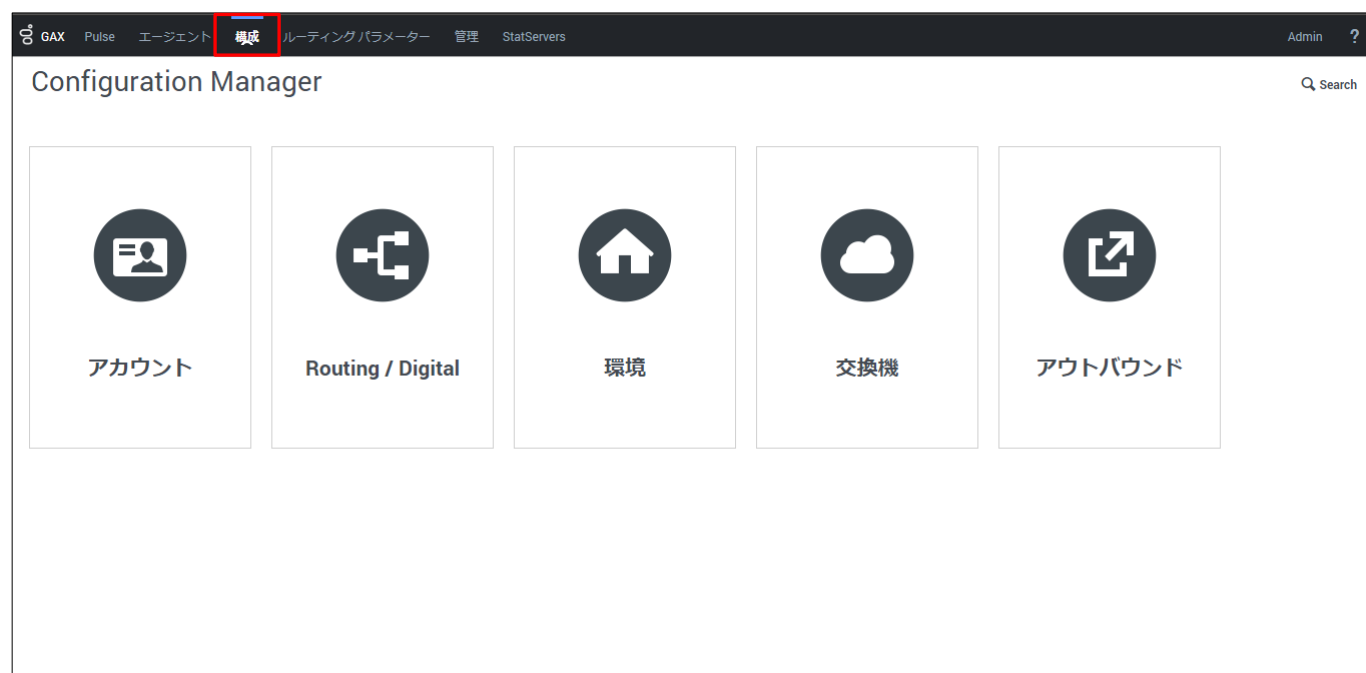 GAX Pulse エージェント 構成 ルーティング パラメーター 管理 StatServers Admin ?
Configuration Manager
Search
アカウント
Routing / Digital
環境
交換機
アウトバウンド